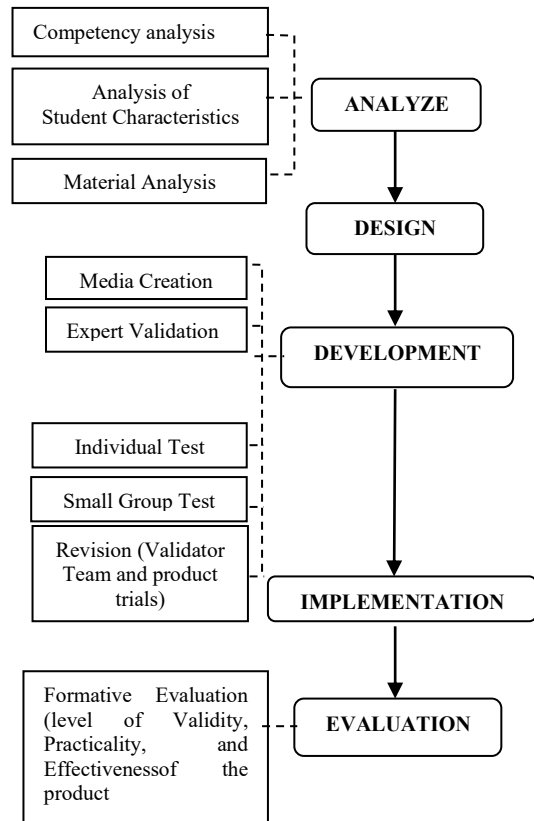 Competency analysis
Analysis of
Student Characteristics
ANALYZE
Material Analysis
DESIGN
Media Creation
Expert Validation
DEVELOPMENT
Individual Test
Small Group Test
Revision (Validator
Team and product
trials)
IMPLEMENTATION
Formative Evaluation
(level of Validity,
Practicality, and
Effectivenessof the
product
EVALUATION